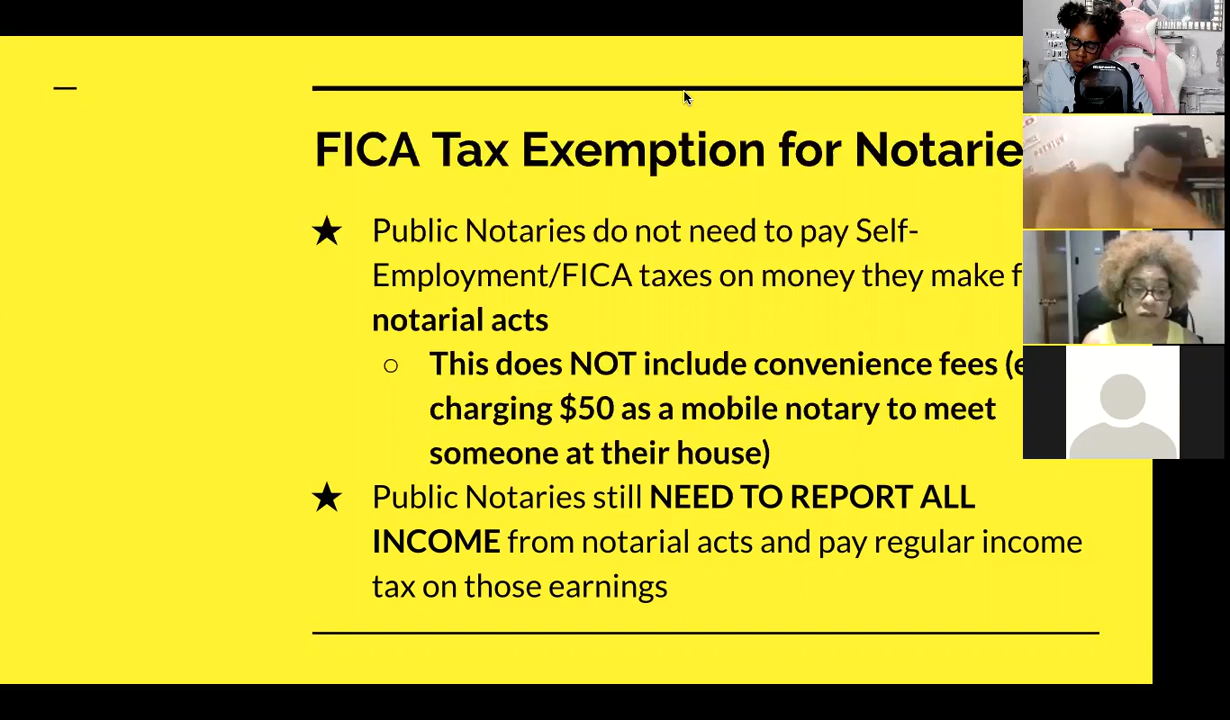 FICA Tax Exemption for Notarie
★ Public Notaries do not need to pay Self-
Employment/FICA taxes on money they make f
notarial acts
○ This does NOT include convenience fees (e
charging $50 as a mobile notary to meet
someone at their house)
★ Public Notaries still NEED TO REPORT ALL
INCOME from notarial acts and pay regular income
tax on those earnings